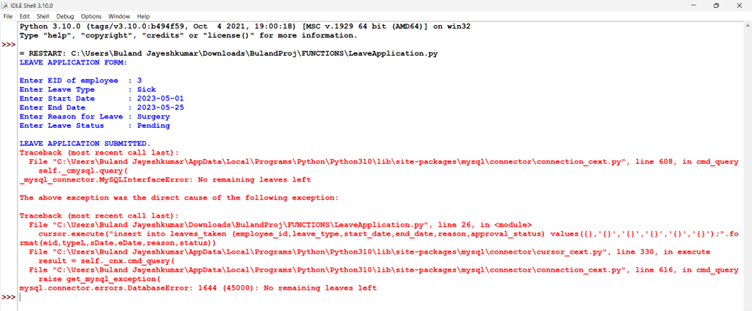 IDLE Shell 3.10.0
File Edit Shell Debug Options Window Help
Python 3.10.0 (tags/v3.10.0:b494f59, Oct  4 2021, 19:00:18) [MSC v.1929 64 bit (AMD64)] on win32
Type "help", "copyright", "credits" or "license()" for more information.
>>>
= RESTART: C:\Users\Buland Jayeshkumar\Downloads\BulandProj\FUNCTIONS\LeaveApplication.py
LEAVE APPLICATION FORM:
Enter EID of employee  : 3
Enter Leave Type       : Sick
Enter Start Date       : 2023-05-01
Enter End Date         : 2023-05-25
Enter Reason for Leave : Surgery
Enter Leave Status     : Pending
LEAVE APPLICATION SUBMITTED.
Traceback (most recent call last):
  File "C:\Users\Buland Jayeshkumar\AppData\Local\Programs\Python\Python310\lib\site-packages\mysql\connector\connection_cext.py", line 608, in cmd_query
    self._cmysql.query(
_mysql_connector.MySQLInterfaceError: No remaining leaves left
The above exception was the direct cause of the following exception:
Traceback (most recent call last):
  File "C:\Users\Buland Jayeshkumar\Downloads\BulandProj\FUNCTIONS\LeaveApplication.py", line 26, in <module>
    cursor.execute("insert into leaves_taken (employee_id,leave_type,start_date,end_date,reason,approval_status) values({},'{}','{}','{}','{}','{}');".fo
rmat(eid,typeL,sDate,eDate,reason,status))
  File "C:\Users\Buland Jayeshkumar\AppData\Local\Programs\Python\Python310\lib\site-packages\mysql\connector\cursor_cext.py", line 330, in execute
    result = self._cnx.cmd_query(
  File "C:\Users\Buland Jayeshkumar\AppData\Local\Programs\Python\Python310\lib\site-packages\mysql\connector\connection_cext.py", line 616, in cmd_query
    raise get_mysql_exception(
mysql.connector.errors.DatabaseError: 1644 (45000): No remaining leaves left
>>>